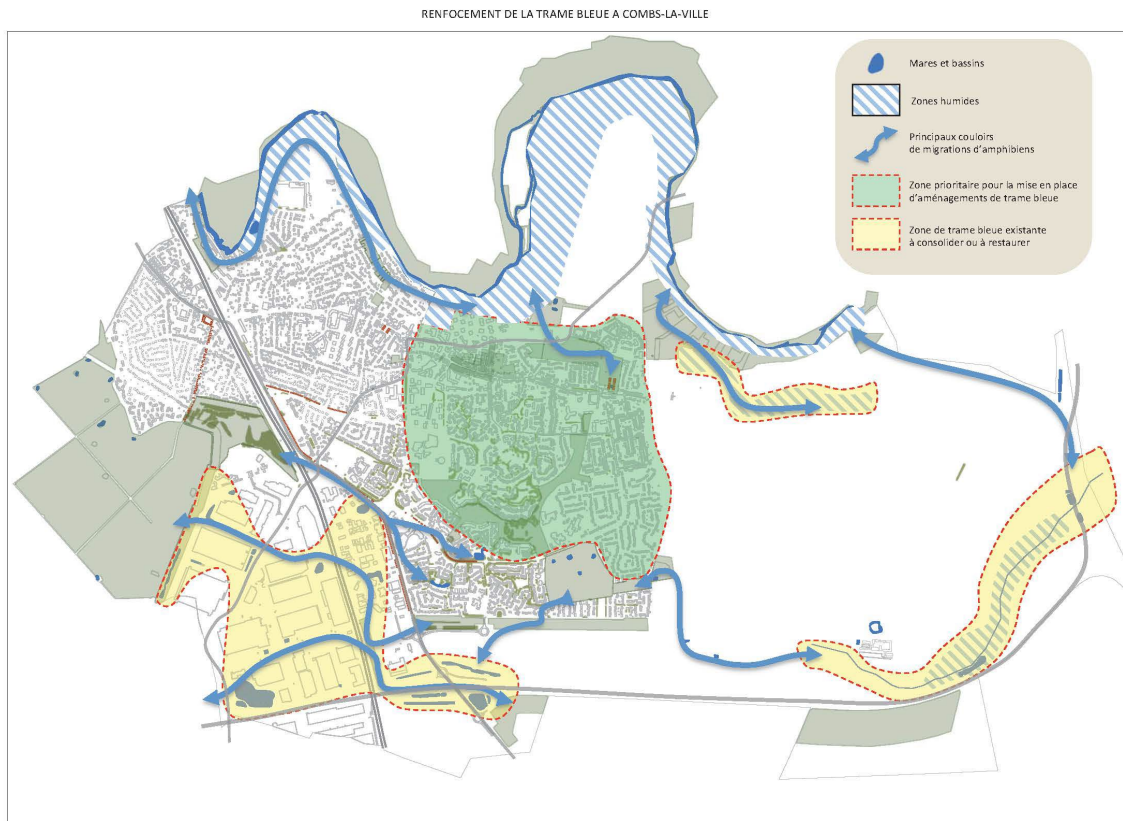 RENFOCEMENT DE LA TRAME BLEUE A COMBS-LA-VILLE
Mares et bassins
Zones humides
Principaux couloirs
de migrations d'amphibiens
Zone prioritaire pour la mise en place
d'aménagements de trame bleue
Zone de trame bleue existante
à consolider ou à restaurer